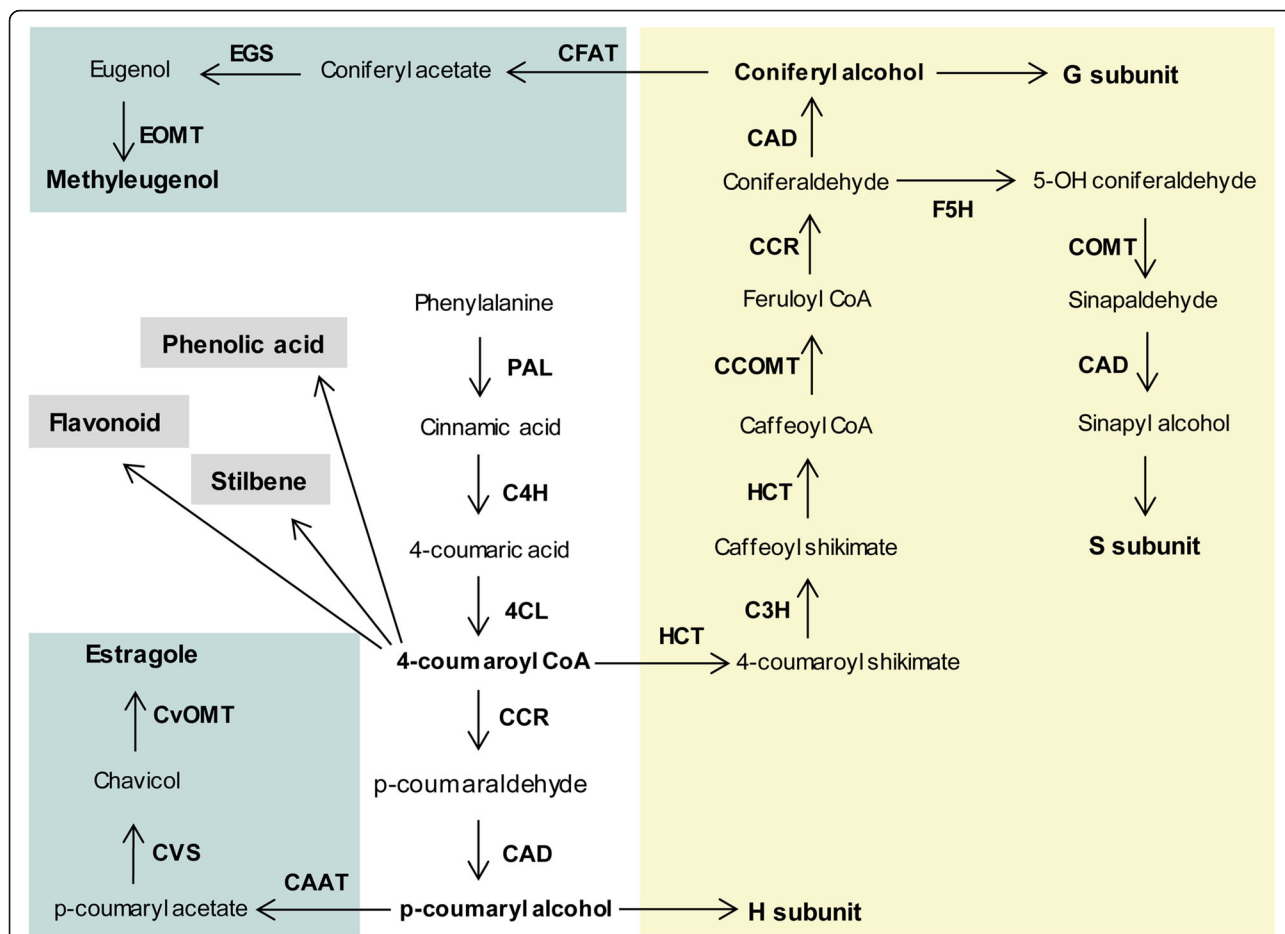 Eugenol
EGS
Coniferyl acetate
CFAT
Coniferyl alcohol
G subunit
EOMT
Methyleugenol
CAD
Coniferaldehyde
F5H
5-OH coniferaldehyde
CCR
COMT
Feruloyl CoA
Sinapaldehyde
CCOMT
CAD
Caffeoyl CoA
Sinapyl alcohol
HCT
Caffeoyl shikimate
S subunit
C3H
HCT
4-coumaroyl shikimate
Phenylalanine
PAL
Phenolic acid
Cinnamic acid
Flavonoid
Stilbene
C4H
4-coumaric acid
4CL
4-coumaroyl CoA
Estragole
CvOMT
CCR
Chavicol
p-coumaraldehyde
CVS
CAD
CAAT
p-coumaryl acetate
p-coumaryl alcohol
H subunit